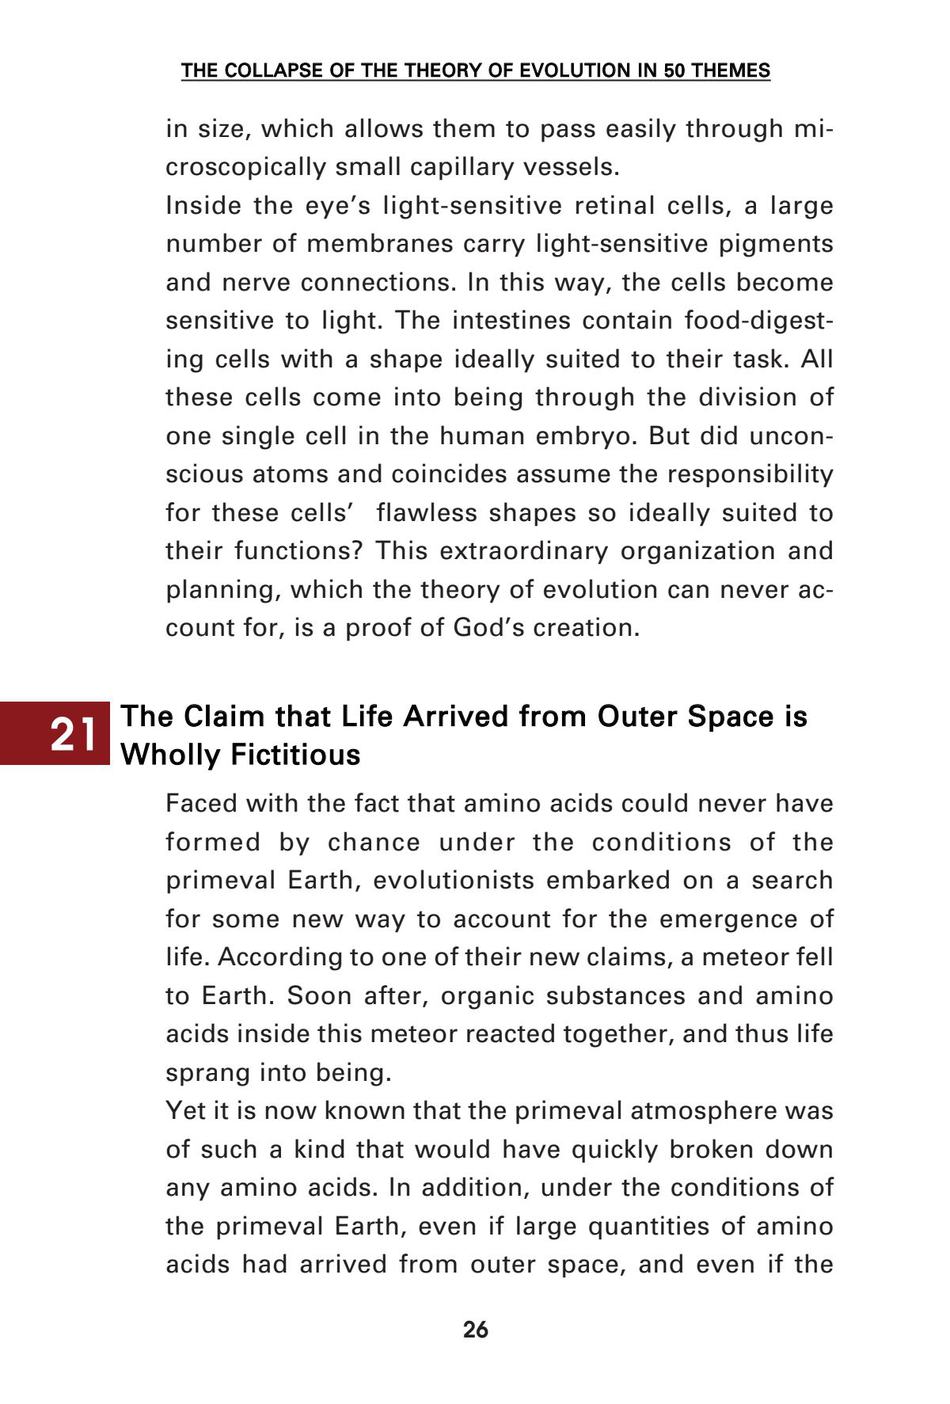 THE COLLAPSE OF THE THEORY OF EVOLUTION IN 50 THEMES
in size, which allows them to pass easily through mi-
croscopically small capillary vessels.
Inside the eye’s light-sensitive retinal cells, a large
number of membranes carry light-sensitive pigments
and nerve connections. In this way, the cells become
sensitive to light. The intestines contain food-digest-
ing cells with a shape ideally suited to their task. All
these cells come into being through the division of
one single cell in the human embryo. But did uncon-
scious atoms and coincides assume the responsibility
for these cells’  flawless shapes so ideally suited to
their functions? This extraordinary organization and
planning, which the theory of evolution can never ac-
count for, is a proof of God’s creation.
21
The Claim that Life Arrived from Outer Space is
Wholly Fictitious
Faced with the fact that amino acids could never have
formed by chance under the conditions of the
primeval Earth, evolutionists embarked on a search
for some new way to account for the emergence of
life. According to one of their new claims, a meteor fell
to Earth. Soon after, organic substances and amino
acids inside this meteor reacted together, and thus life
sprang into being.
Yet it is now known that the primeval atmosphere was
of such a kind that would have quickly broken down
any amino acids. In addition, under the conditions of
the primeval Earth, even if large quantities of amino
acids had arrived from outer space, and even if the
26